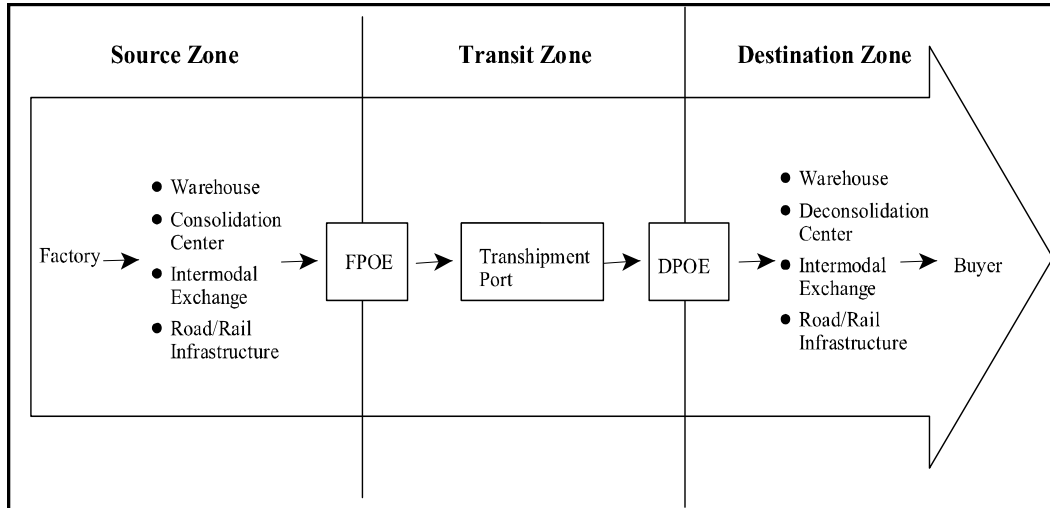 Source Zone
Transit Zone
Destination Zone
Factory
● Warehouse
● Consolidation
Center
● Intermodal
Exchange
● Road/Rail
Infrastructure
FPOE
Transhipment
Port
DPOE
● Warehouse
● Deconsolidation
Center
● Intermodal
Exchange
● Road/Rail
Infrastructure
Buyer